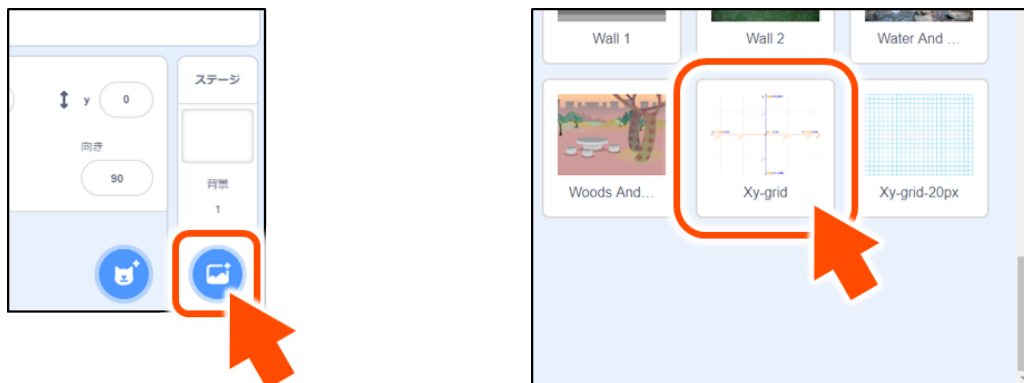 ステージ
y 0
向き
90
背景
1
Wall 1
Wall 2
Water And ...
Woods And...
Xy-grid
Xy-grid-20px